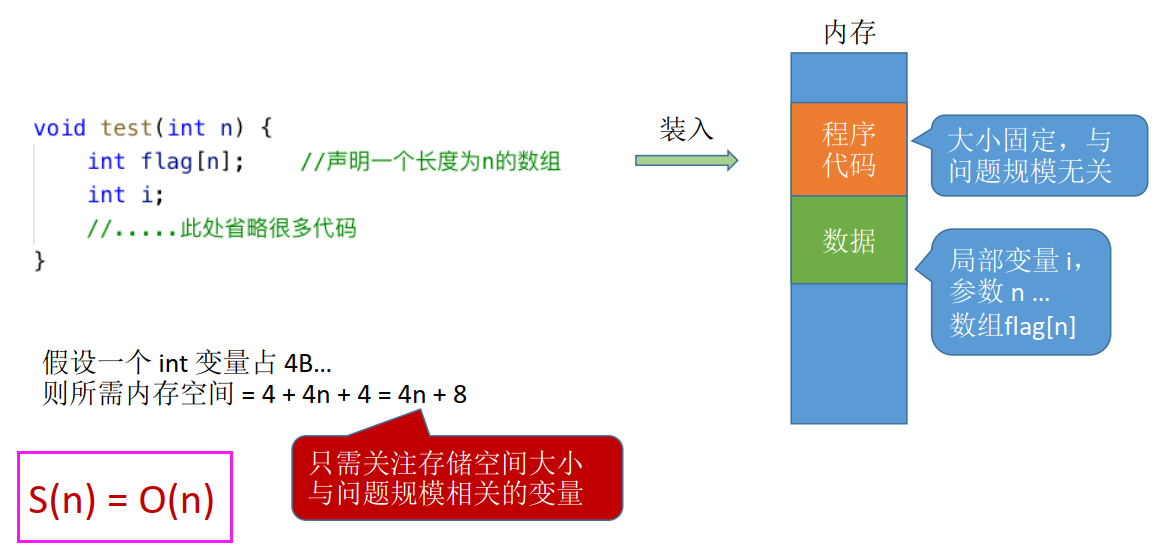 内存
void test(int n) {
int flag[n]; //声明一个长度为n的数组
int i;
//.....此处省略很多代码
}
装入
程序
代码
大小固定，与
问题规模无关
数据
局部变量 i，
参数 n ...
数组flag[n]
假设一个 int 变量占 4B...
则所需内存空间 = 4 + 4n + 4 = 4n + 8
只需关注存储空间大小
与问题规模相关的变量
S(n) = O(n)